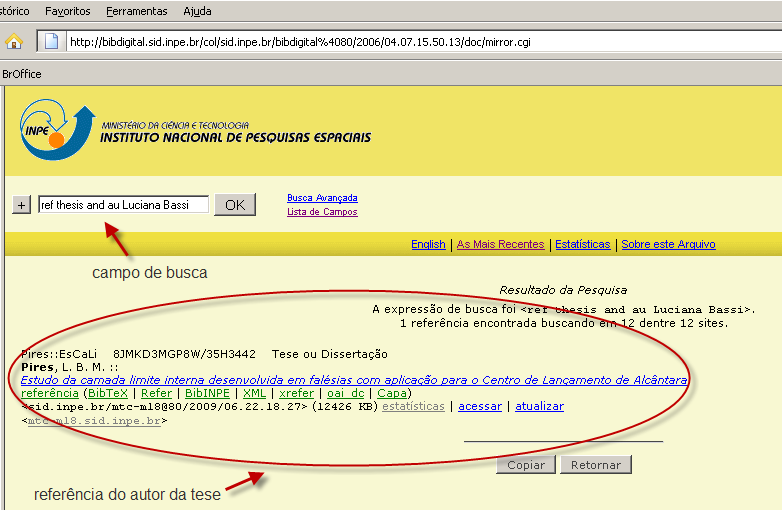 stórico Favoritos Ferramentas Ajuda
http://bibdigital.sid.inpe.br/col/sid.inpe.br/bibdigital%4080/2006/04.07.15.50.13/doc/mirror.cgi
BrOffice
INPE
MINISTÉRIO DA CIÊNCIA E TECNOLOGIA
INSTITUTO NACIONAL DE PESQUISAS ESPACIAIS
+ ref thesis and au Luciana Bassi OK
Busca Avançada
Lista de Campos
English | As Mais Recentes | Estatísticas | Sobre este Arquivo
campo de busca
Resultado da Pesquisa
A expressão de busca foi <ref thesis and au Luciana Bassi>.
1 referência encontrada buscando em 12 dentre 12 sites.
Pires::EsCaLi 8JMKD3MGP8W/35H3442 Tese ou Dissertação
Pires, L. B. M. ::
Estudo da camada limite interna desenvolvida em falésias com aplicação para o Centro de Lançamento de Alcântara
referência (BibTeX | Refer | BibINPE | XML | xrefer | oai_dc | Capa)
<sid.inpe.br/mtc-m18@80/2009/06.22.18.27> (12426 KB) estatísticas | acessar | atualizar
<mtc-m18.sid.inpe.br>
Copiar Retornar
referência do autor da tese